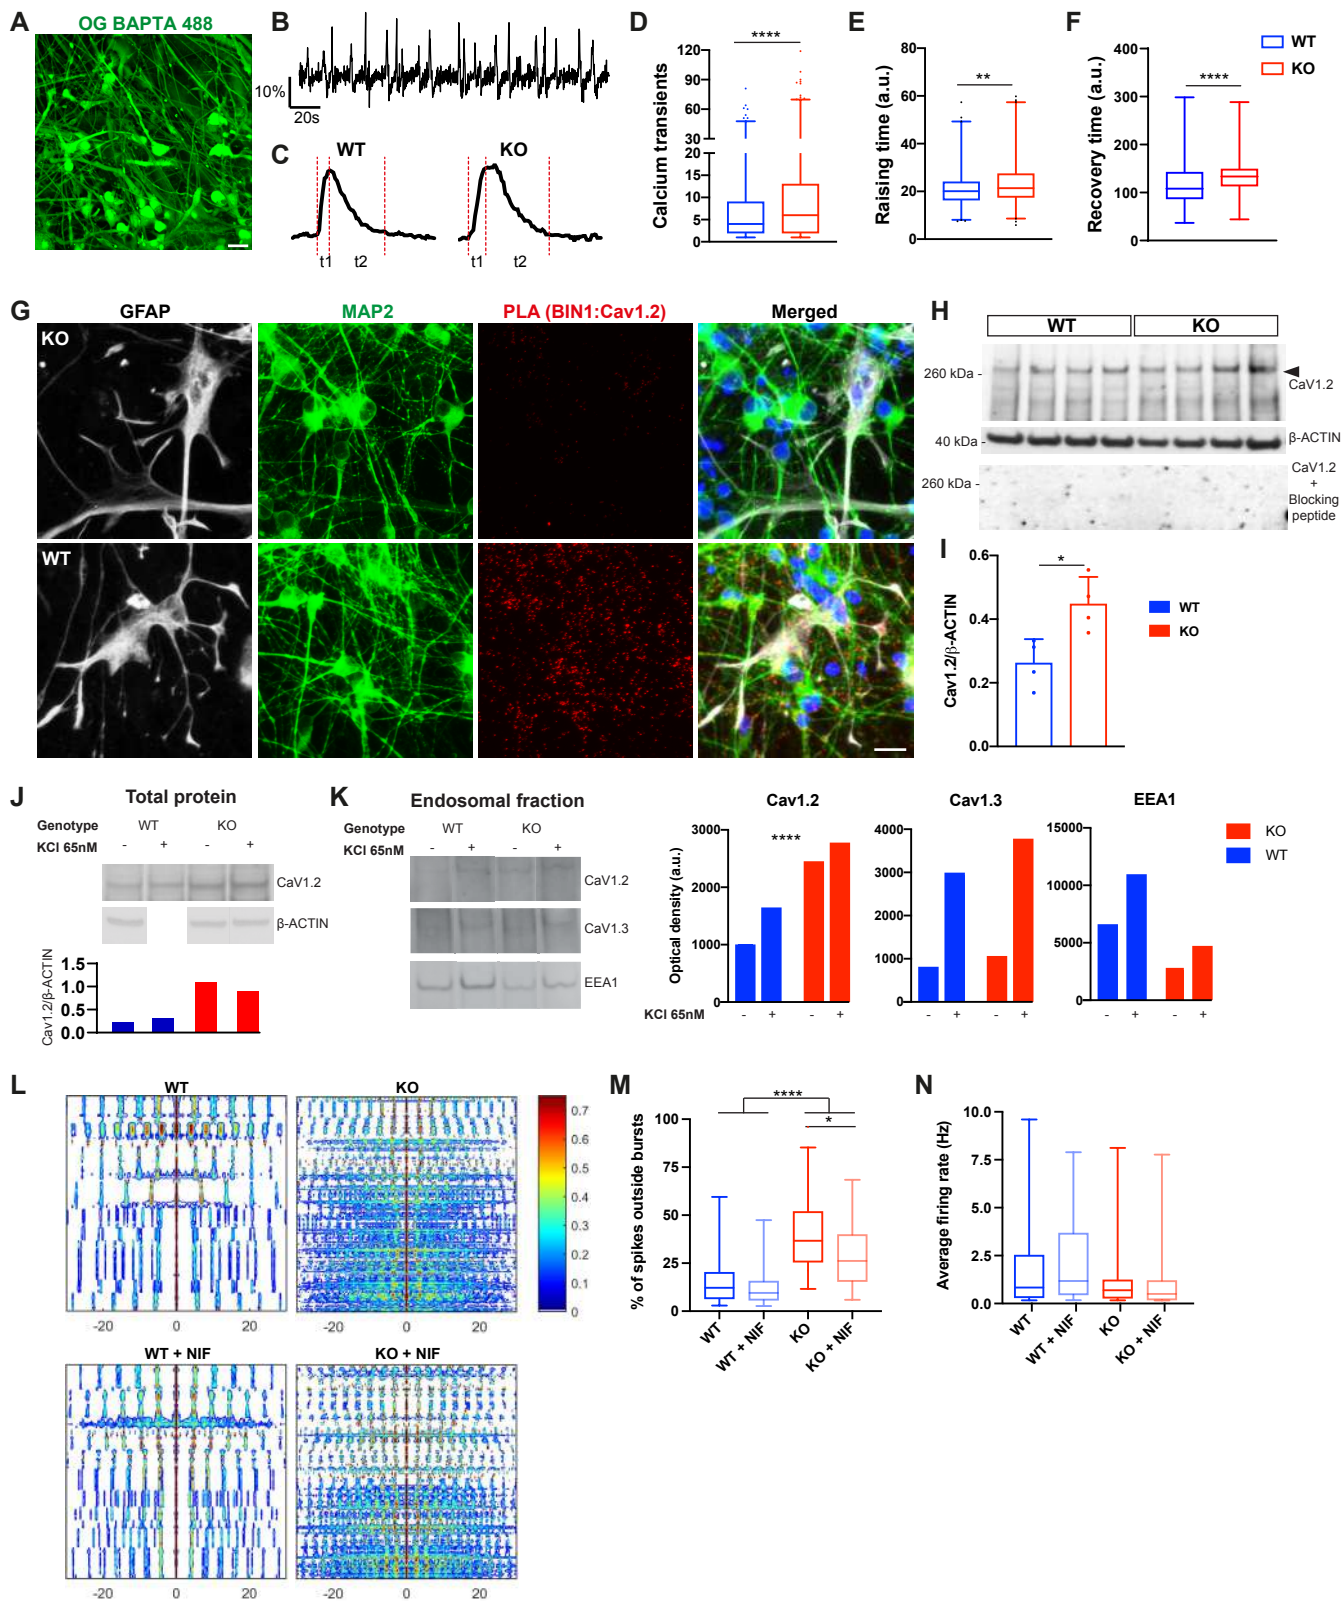 A
OG BAPTA 488
B
10%
20s
C
WT
KO
t1
t2
t1
t2
D
Calcium transients
120
90
60
30
20
15
10
5
0
****
E
Raising time (a.u.)
80
60
40
20
0
**
F
Recovery time (a.u.)
400
300
200
100
0
****
WT
KO
G
GFAP
MAP2
PLA (BIN1:Cav1.2)
Merged
KO
WT
H
WT
KO
260 kDa -
CaV1.2
40 kDa -
β-ACTIN
260 kDa -
CaV1.2
+
Blocking
peptide
I
Cav1.2/β-ACTIN
0.6
0.4
0.2
0.0
*
WT
KO
J
Total protein
Genotype WT KO
KCl 65nM - + - +
CaV1.2
β-ACTIN
Cav1.2/β-ACTIN
1.5
1.0
0.5
0.0
K
Endosomal fraction
Genotype WT KO
KCl 65nM - + - +
CaV1.2
CaV1.3
EEA1
Cav1.2
Optical density (a.u.)
3000
2000
1000
0
****
KCl 65nM - + - +
Cav1.3
4000
3000
2000
1000
0
- + - +
EEA1
15000
10000
5000
0
- + - +
KO
WT
L
WT
KO
-20 0 20
-20 0 20
0.7
0.6
0.5
0.4
0.3
0.2
0.1
0
WT + NIF
KO + NIF
-20 0 20
-20 0 20
M
% of spikes outside bursts
100
75
50
25
0
****
*
WT
WT + NIF
KO
KO + NIF
N
Average firing rate (Hz)
10.0
7.5
5.0
2.5
0.0
WT
WT + NIF
KO
KO + NIF